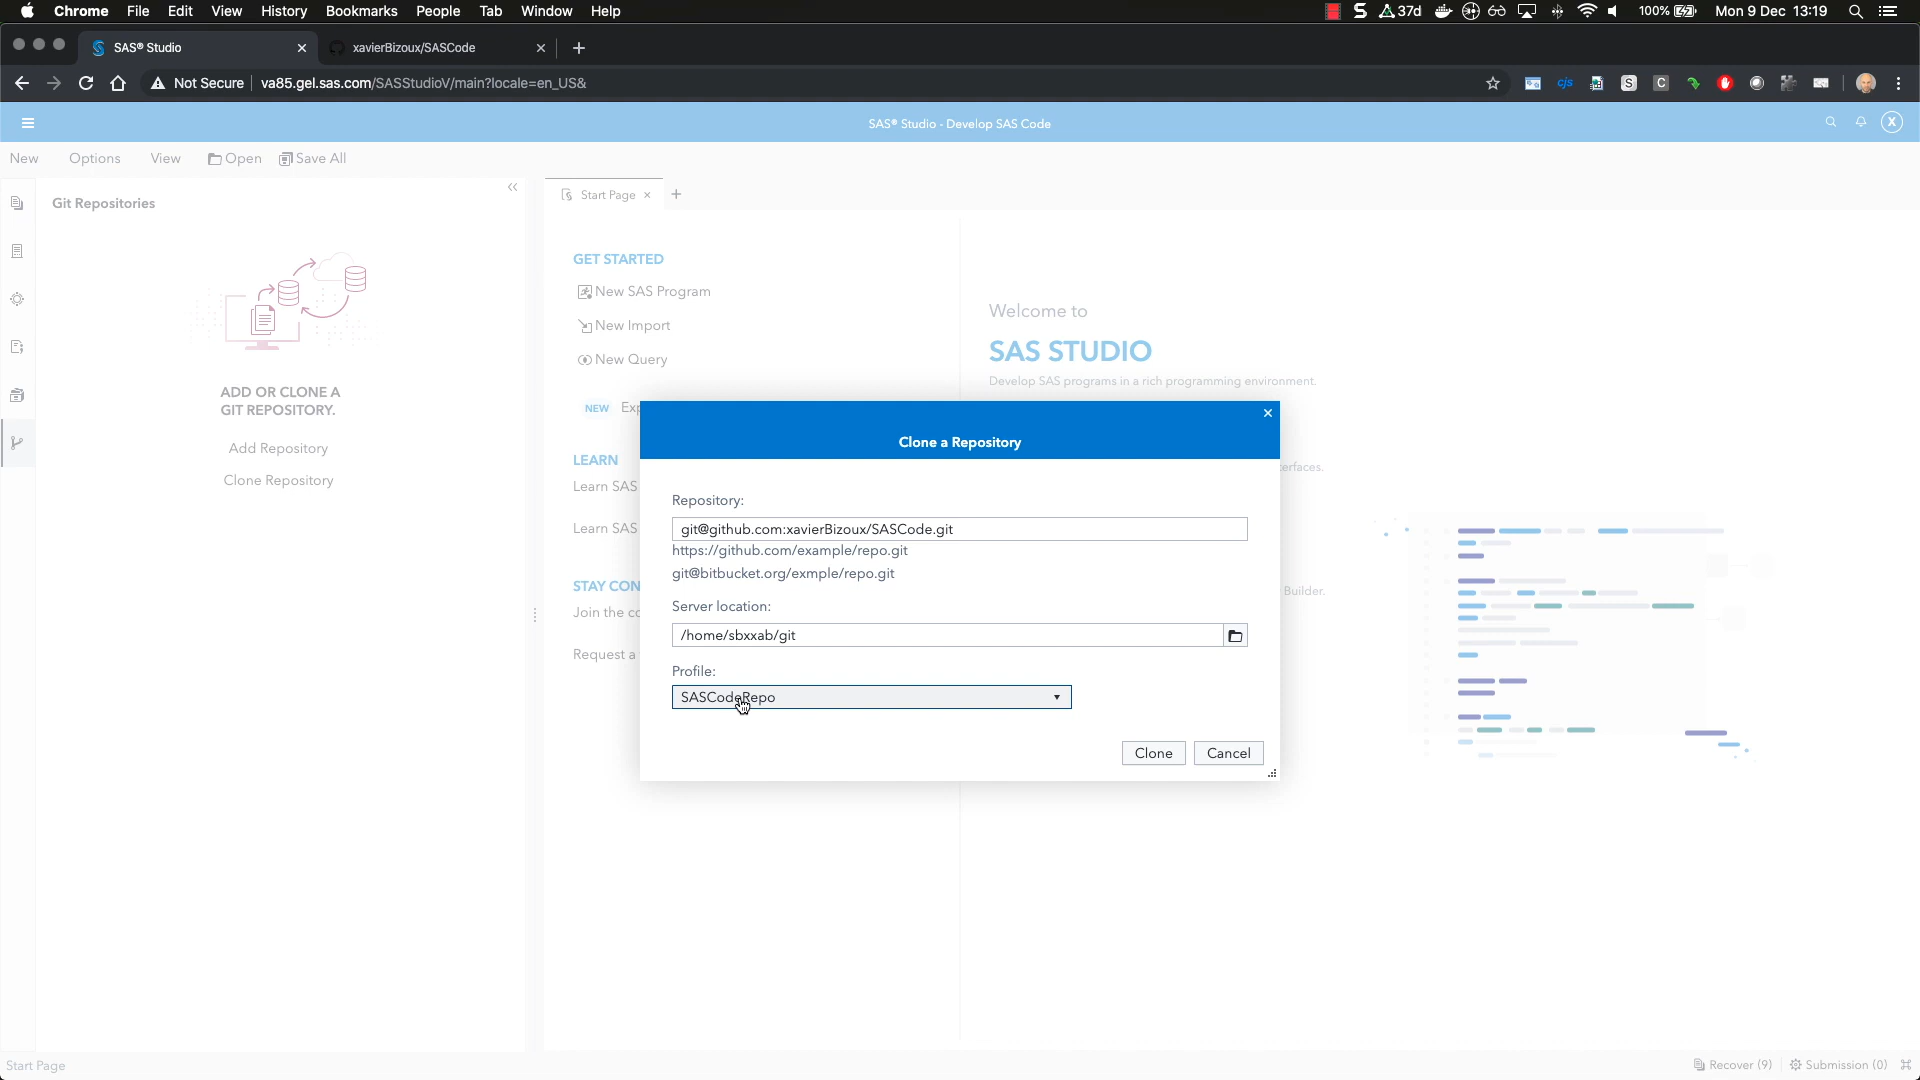 Chrome File Edit View History Bookmarks People Tab Window Help
37d 100% Mon 9 Dec 13:19
SAS® Studio
xavierBizoux/SASCode
Not Secure va85.gel.sas.com/SASStudioV/main?locale=en_US&
SAS® Studio - Develop SAS Code
X
New Options View Open Save All
Git Repositories
Start Page
ADD OR CLONE A
GIT REPOSITORY.
Add Repository
Clone Repository
GET STARTED
New SAS Program
New Import
New Query
NEW Exp
LEARN
Learn SAS
Learn SAS
STAY CON
Join the co
Request a
Welcome to
SAS STUDIO
Develop SAS programs in a rich programming environment.
erfaces.
Builder.
Clone a Repository
Repository:
git@github.com:xavierBizoux/SASCode.git
https://github.com/example/repo.git
git@bitbucket.org/exmple/repo.git
Server location:
/home/sbxxab/git
Profile:
SASCodeRepo
Clone Cancel
Start Page
Recover (9) Submission (0)